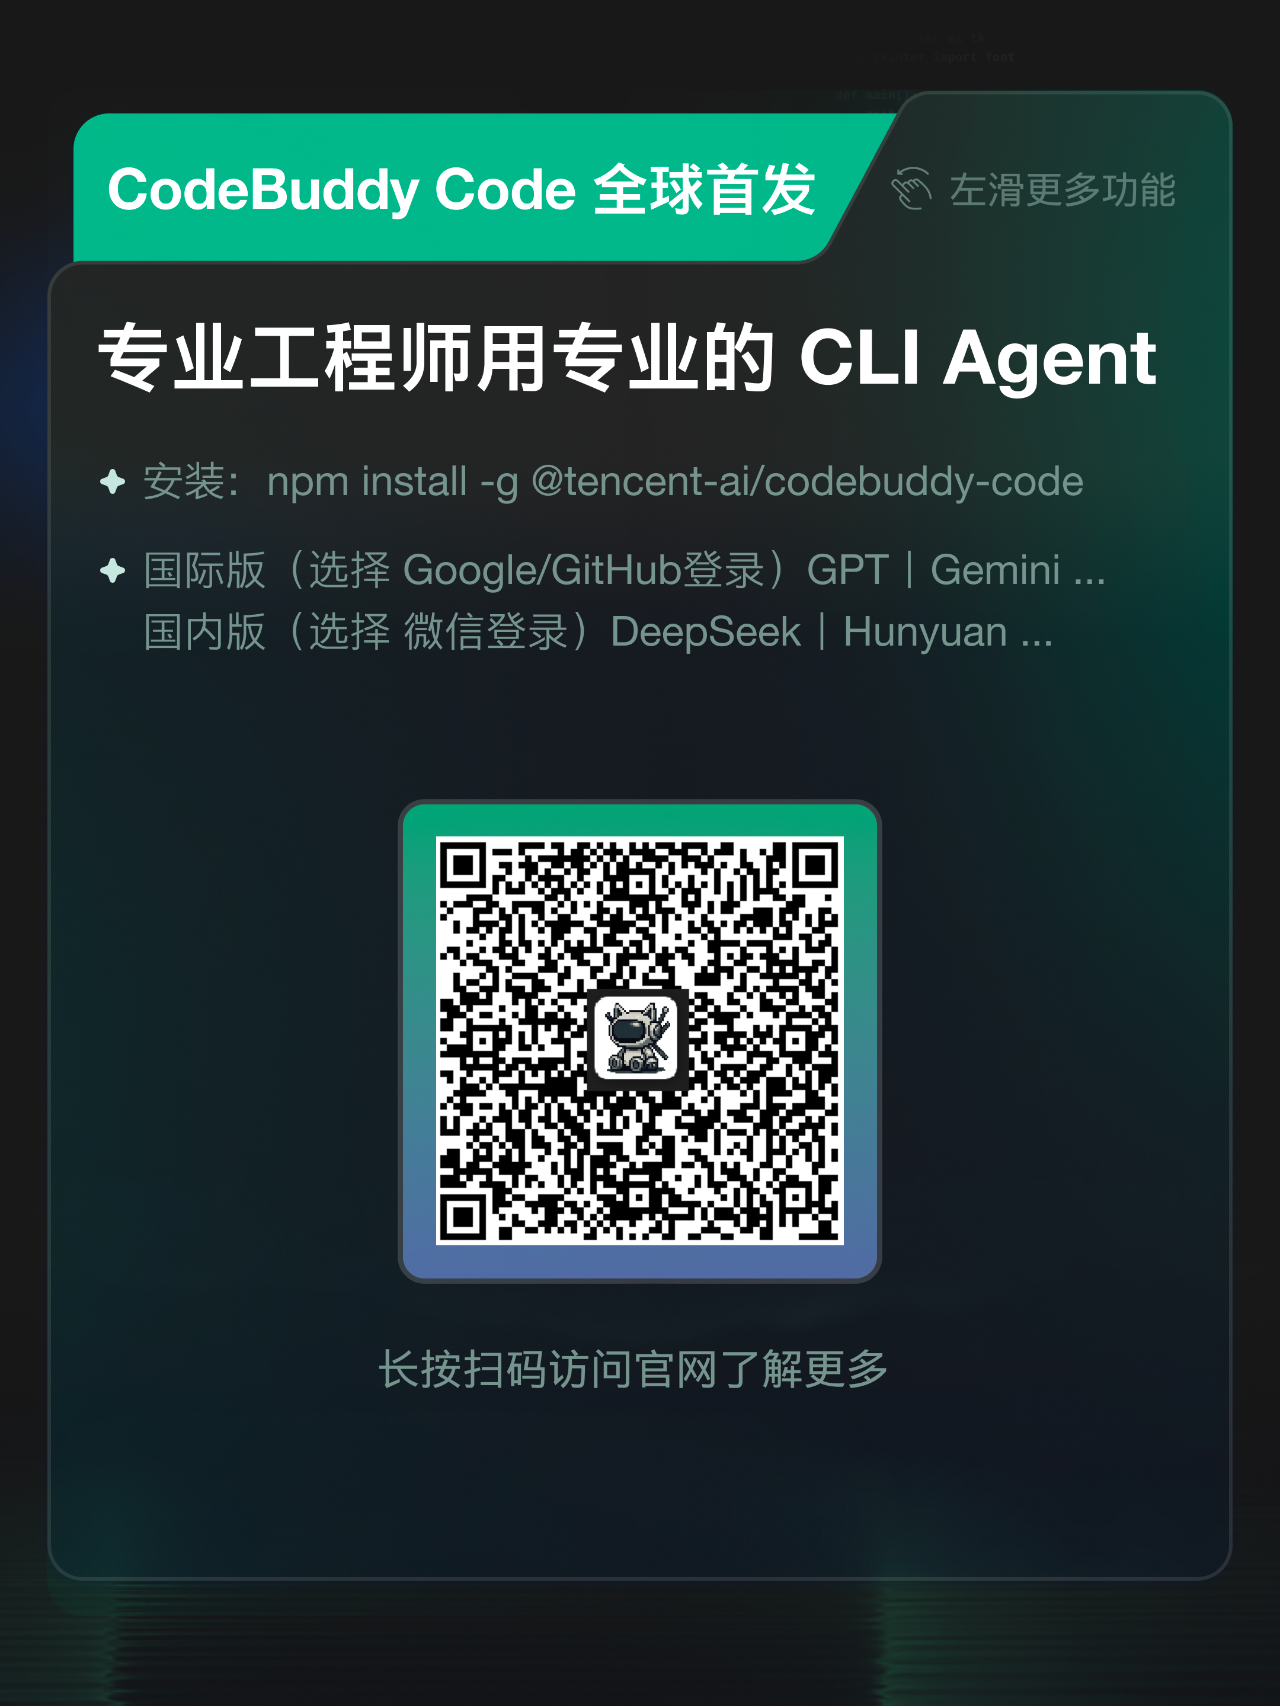 CodeBuddy Code 全球首发
左滑更多功能
专业工程师用专业的 CLI Agent
安装： npm install -g @tencent-ai/codebuddy-code
国际版（选择 Google/GitHub登录）GPT｜Gemini ...
国内版（选择 微信登录）DeepSeek｜Hunyuan ...
长按扫码访问官网了解更多